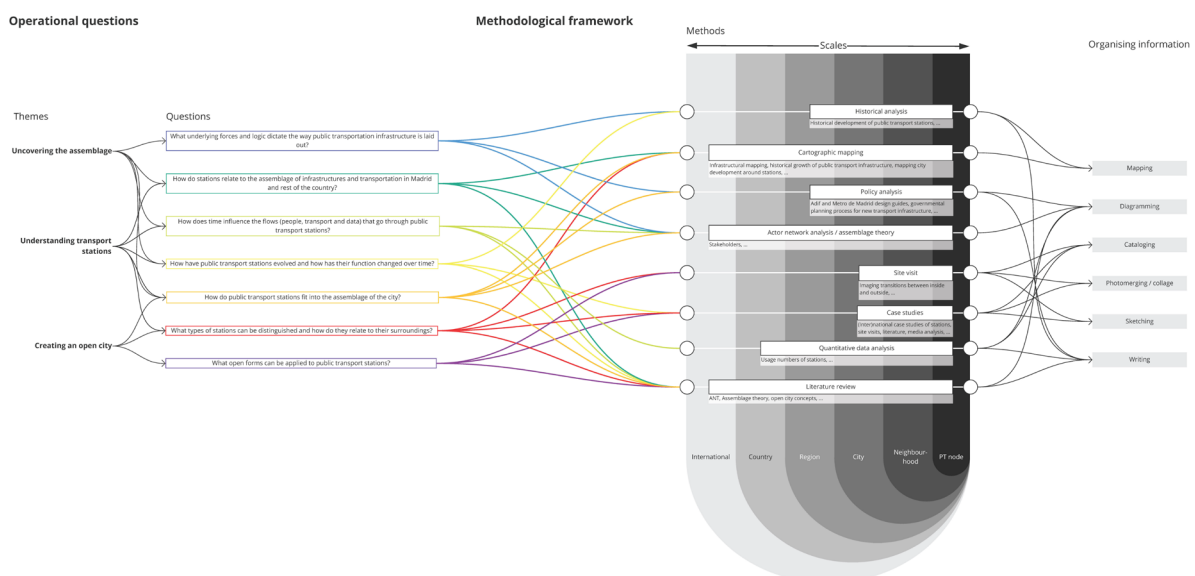 Operational questions
Methodological framework
Methods
Scales
Organising information
Themes
Questions
Uncovering the assemblage
Understanding transport
stations
Creating an open city
What underlying forces and logic dictate the way public transportation infrastructure is laid
out?
How do stations relate to the assemblage of infrastructures and transportation in Madrid
and rest of the country?
How does time influence the flows (people, transport and data) that go through public
transport stations?
How have public transport stations evolved and how has their function changed over time?
How do public transport stations fit into the assemblage of the city?
What types of stations can be distinguished and how do they relate to their surroundings?
What open forms can be applied to public transport stations?
Historical analysis
Historical development of public transport stations, ...
Cartographic mapping
Infrastructural mapping, historical growth of public transport infrastructure, mapping city
development around stations, ...
Policy analysis
Adif and Metro de Madrid design guides, governmental
planning process for new transport infrastructure, ...
Actor network analysis / assemblage theory
Stakeholders, ...
Site visit
Imaging transitions between inside
and outside, ...
Case studies
(Inter)national case studies of stations,
site visits, literature, media analysis, ...
Quantitative data analysis
Usage numbers of stations, ...
Literature review
ANT, Assemblage theory, open city concepts, ...
International
Country
Region
City
Neighbour-
hood
PT node
Mapping
Diagramming
Cataloging
Photomerging / collage
Sketching
Writing